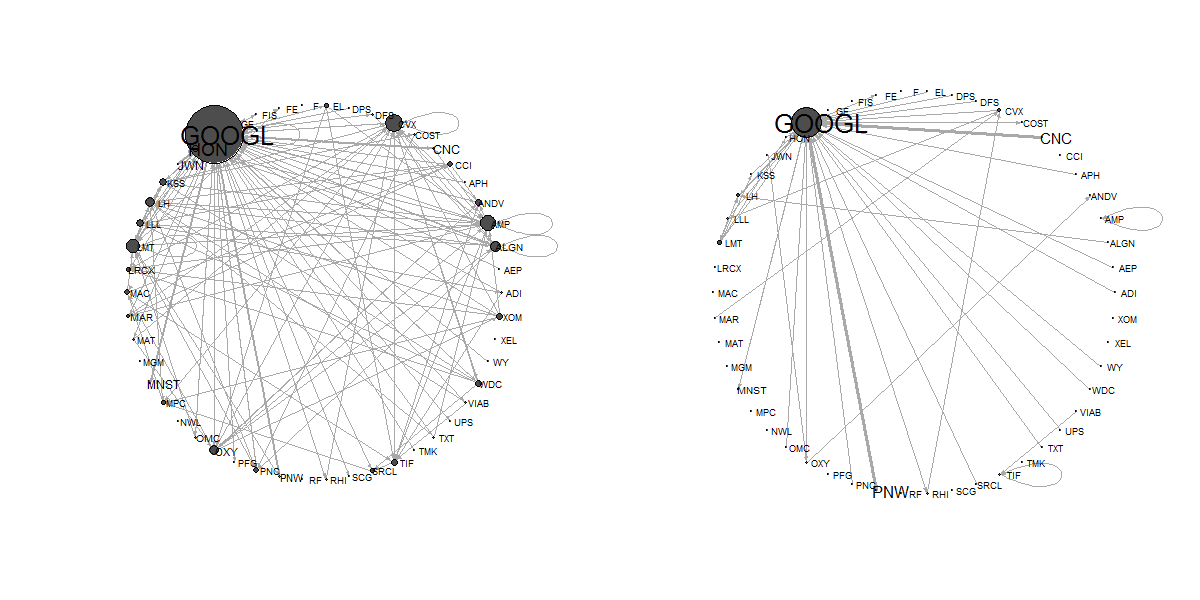 EL
F
DPS
FE
FIS
DFS
GE
CVX
GOOGL
COST
HON
CNC
JWN
CCI
KSS
APH
LH
ANDV
LLL
AMP
LMT
ALGN
LRCX
AEP
MAC
ADI
MAR
XOM
MAT
XEL
MGM
WY
MNST
WDC
MPC
VIAB
NWL
UPS
OMC
TXT
OXY
TMK
PFG
TIF
PNC
SRCL
PNW
SCG
RF
RHI
EL
F
DPS
FE
FIS
DFS
GE
CVX
GOOGL
COST
HON
CNC
JWN
CCI
KSS
APH
LH
ANDV
LLL
AMP
LMT
ALGN
LRCX
AEP
MAC
ADI
MAR
XOM
MAT
XEL
MGM
WY
MNST
WDC
MPC
VIAB
NWL
UPS
OMC
TXT
OXY
TMK
PFG
TIF
PNC
SRCL
PNW
SCG
RF
RHI